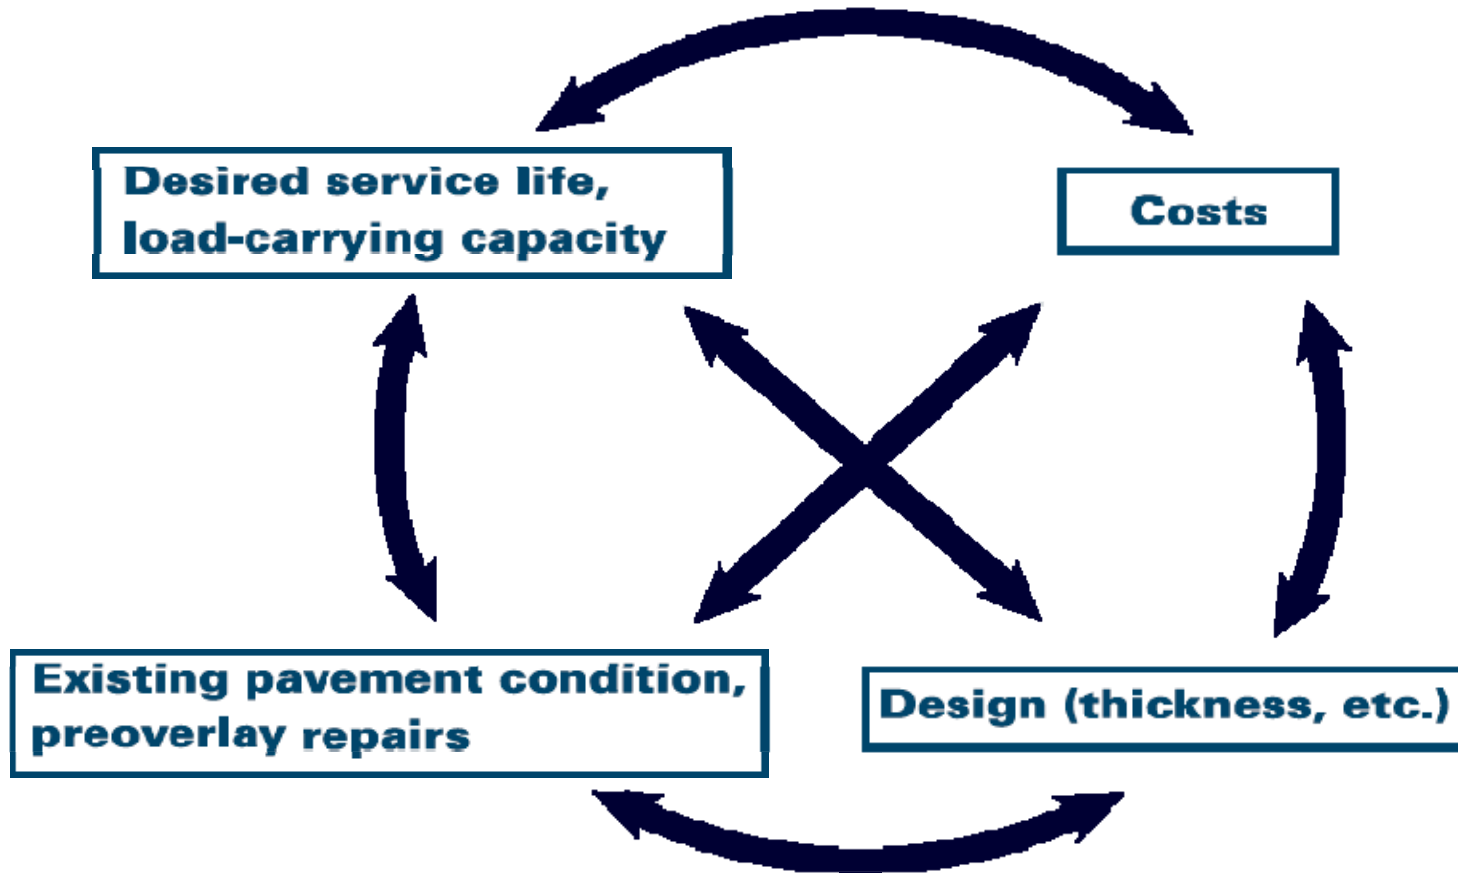 Desired service life,
load-carrying capacity
Costs
Existing pavement condition,
preoverlay repairs
Design (thickness, etc.)